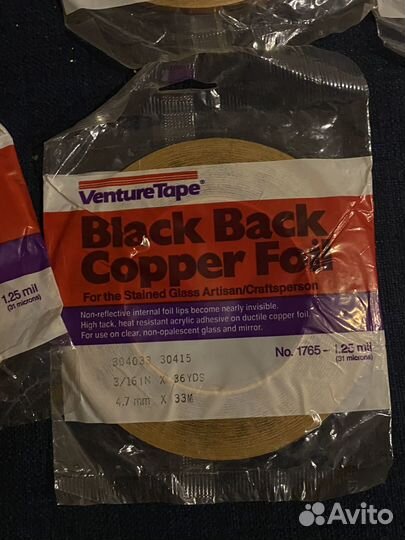 VentureTape®
Black Back
Copper Foil
For the Stained Glass Artisan/Craftsperson
Non-reflective internal foil lips become nearly invisible.
High tack, heat resistant acrylic adhesive on ductile copper foil.
For use on clear, non-opalescent glass and mirror.
No. 1765 - 1.25 mil
(31 microns)
304033 30415
3/16IN X 36YDS
4.7 mm X 33M
1.25 mil
(31 microns)
Avito